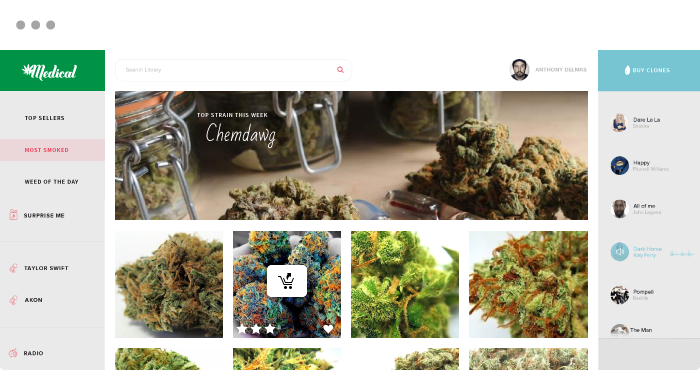 Medical
TOP SELLERS
MOST SMOKED
WEED OF THE DAY
SURPRISE ME
TAYLOR SWIFT
AKON
RADIO
Search Library
ANTHONY DELMAS
TOP STRAIN THIS WEEK
Chemdawg
BUY CLONES
Dare La La
Shakira
Happy
Pharrell Williams
All of me
John Legend
Dark Horse
Katy Perry
Pompeii
Bastille
The Man